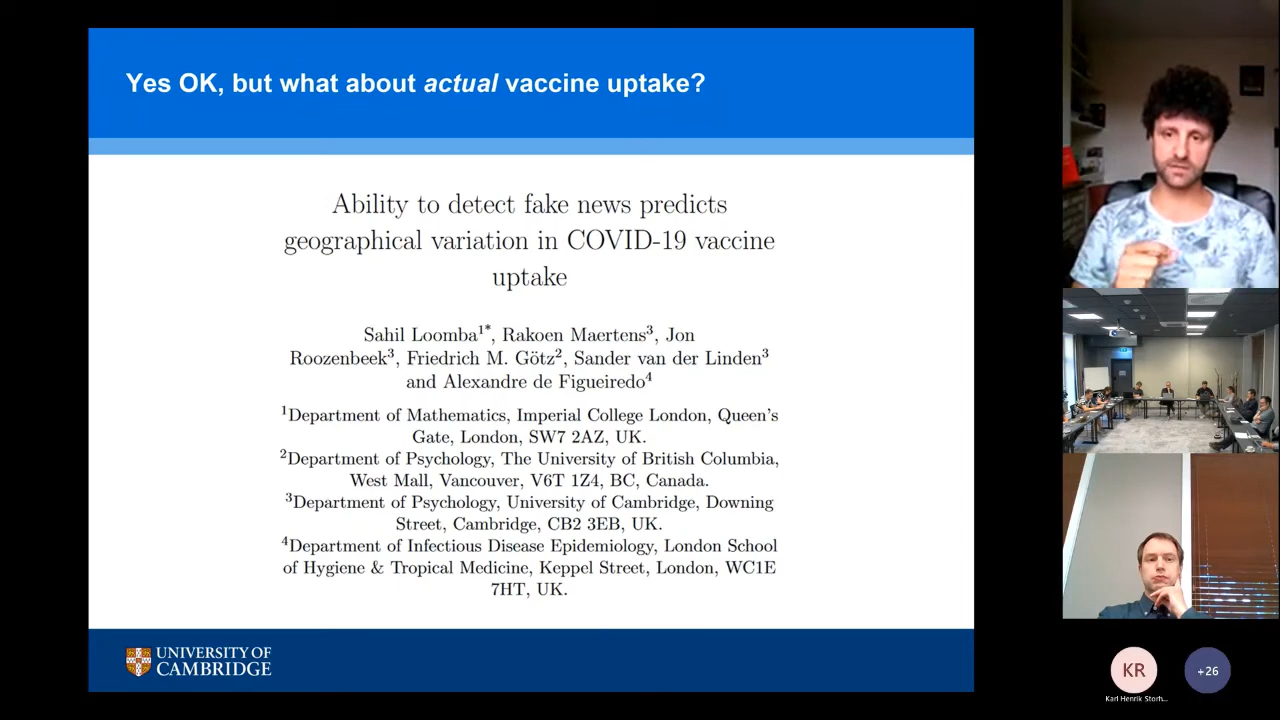 Yes OK, but what about actual vaccine uptake?
Ability to detect fake news predicts
geographical variation in COVID-19 vaccine
uptake
Sahil Loomba1*, Rakoen Maertens3, Jon
Roozenbeek3, Friedrich M. Götz2, Sander van der Linden3
and Alexandre de Figueiredo4
1Department of Mathematics, Imperial College London, Queen's
Gate, London, SW7 2AZ, UK.
2Department of Psychology, The University of British Columbia,
West Mall, Vancouver, V6T 1Z4, BC, Canada.
3Department of Psychology, University of Cambridge, Downing
Street, Cambridge, CB2 3EB, UK.
4Department of Infectious Disease Epidemiology, London School
of Hygiene & Tropical Medicine, Keppel Street, London, WC1E
7HT, UK.
UNIVERSITY OF
CAMBRIDGE
KR
+26
Karl Henrik Storh...